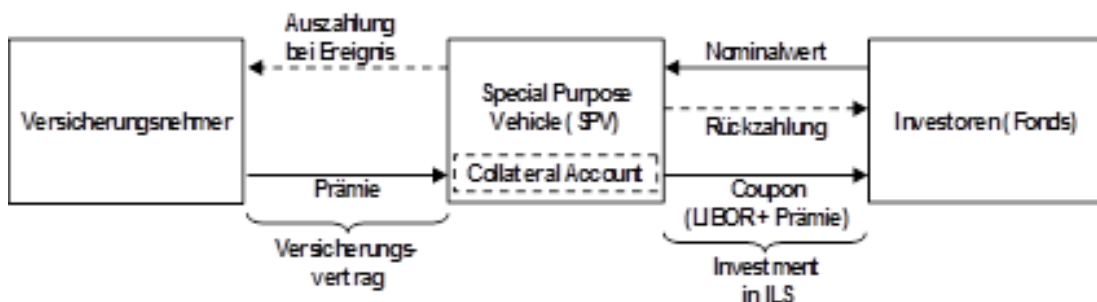 Auszahlung
bei Ereignis
Nominalwert
Versicherungsnehmer
Special Purpose
Vehicle ( SPV)
Rückzahlung
Investoren ( Fonds)
Collateral Account
Prämie
Coupon
(LIBOR + Prämie)
Versicherungs-
vertrag
Investment
in ILS